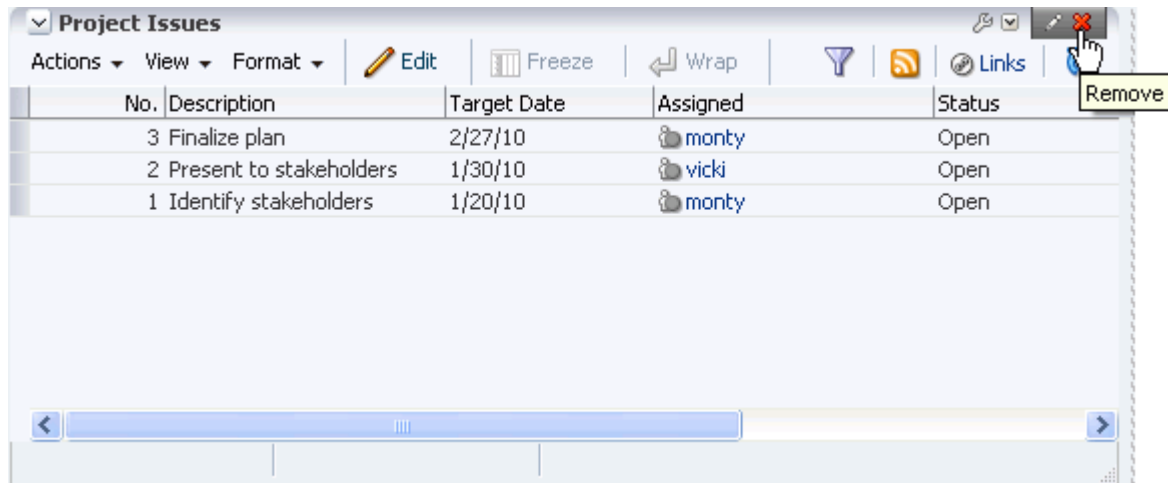 Project Issues
Actions View Format Edit Freeze Wrap Links
Remove
No. Description Target Date Assigned Status
3 Finalize plan 2/27/10 monty Open
2 Present to stakeholders 1/30/10 vicki Open
1 Identify stakeholders 1/20/10 monty Open